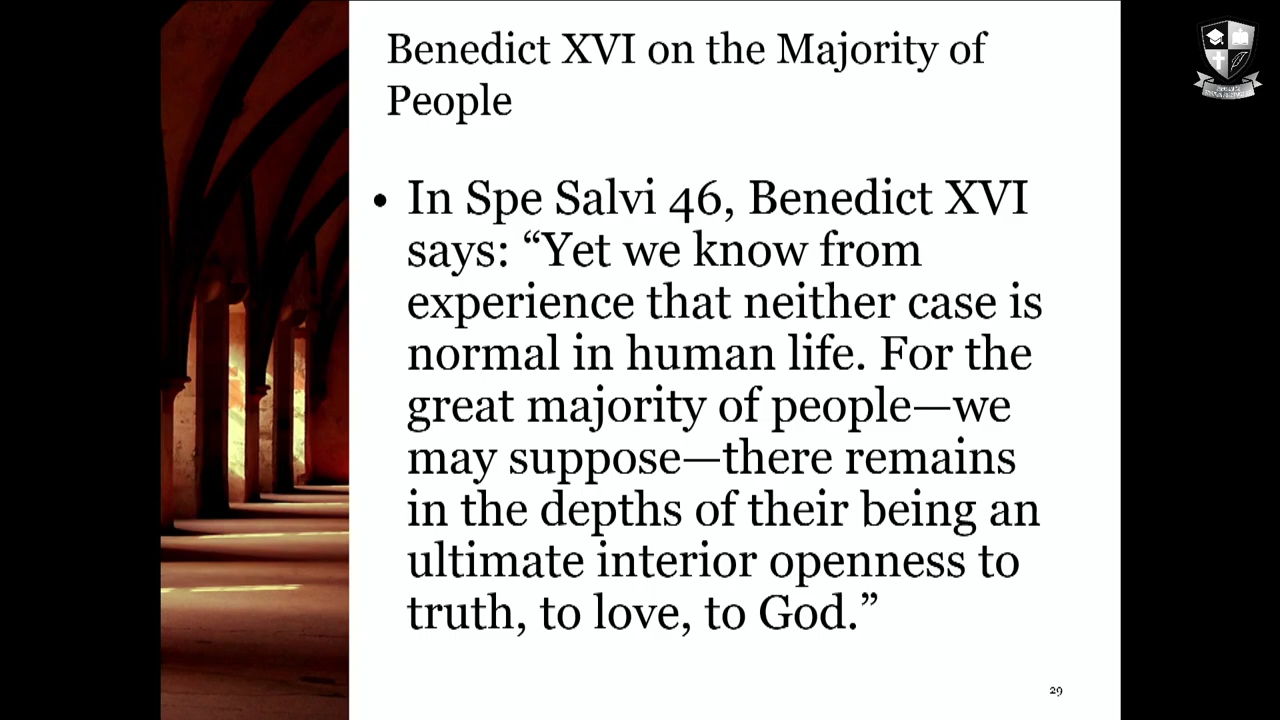 Benedict XVI on the Majority of
People
• In Spe Salvi 46, Benedict XVI
says: “Yet we know from
experience that neither case is
normal in human life. For the
great majority of people—we
may suppose—there remains
in the depths of their being an
ultimate interior openness to
truth, to love, to God.”
29